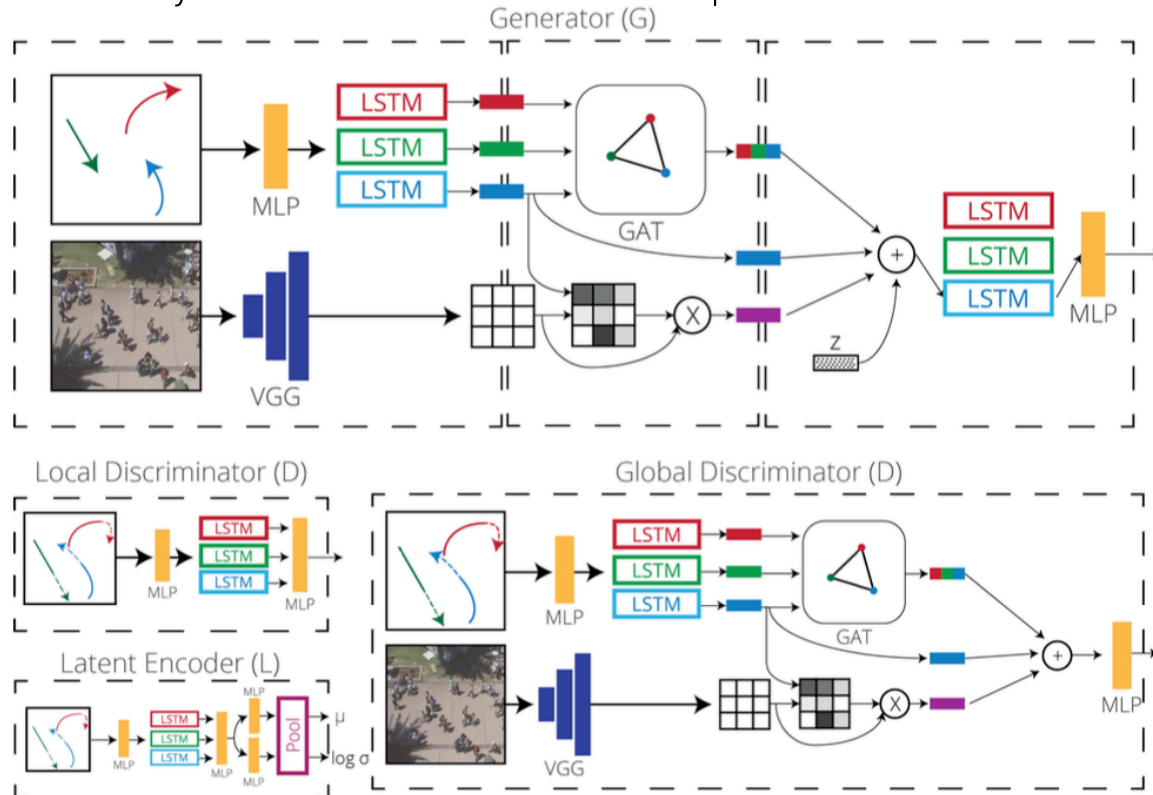 Generator (G)
LSTM
LSTM
LSTM
MLP
GAT
VGG
X
+
z
LSTM
LSTM
LSTM
MLP
Local Discriminator (D)
MLP
LSTM
LSTM
LSTM
MLP
Latent Encoder (L)
MLP
LSTM
LSTM
LSTM
MLP
MLP
MLP
Pool
μ
log σ
Global Discriminator (D)
MLP
LSTM
LSTM
LSTM
GAT
VGG
X
+
MLP